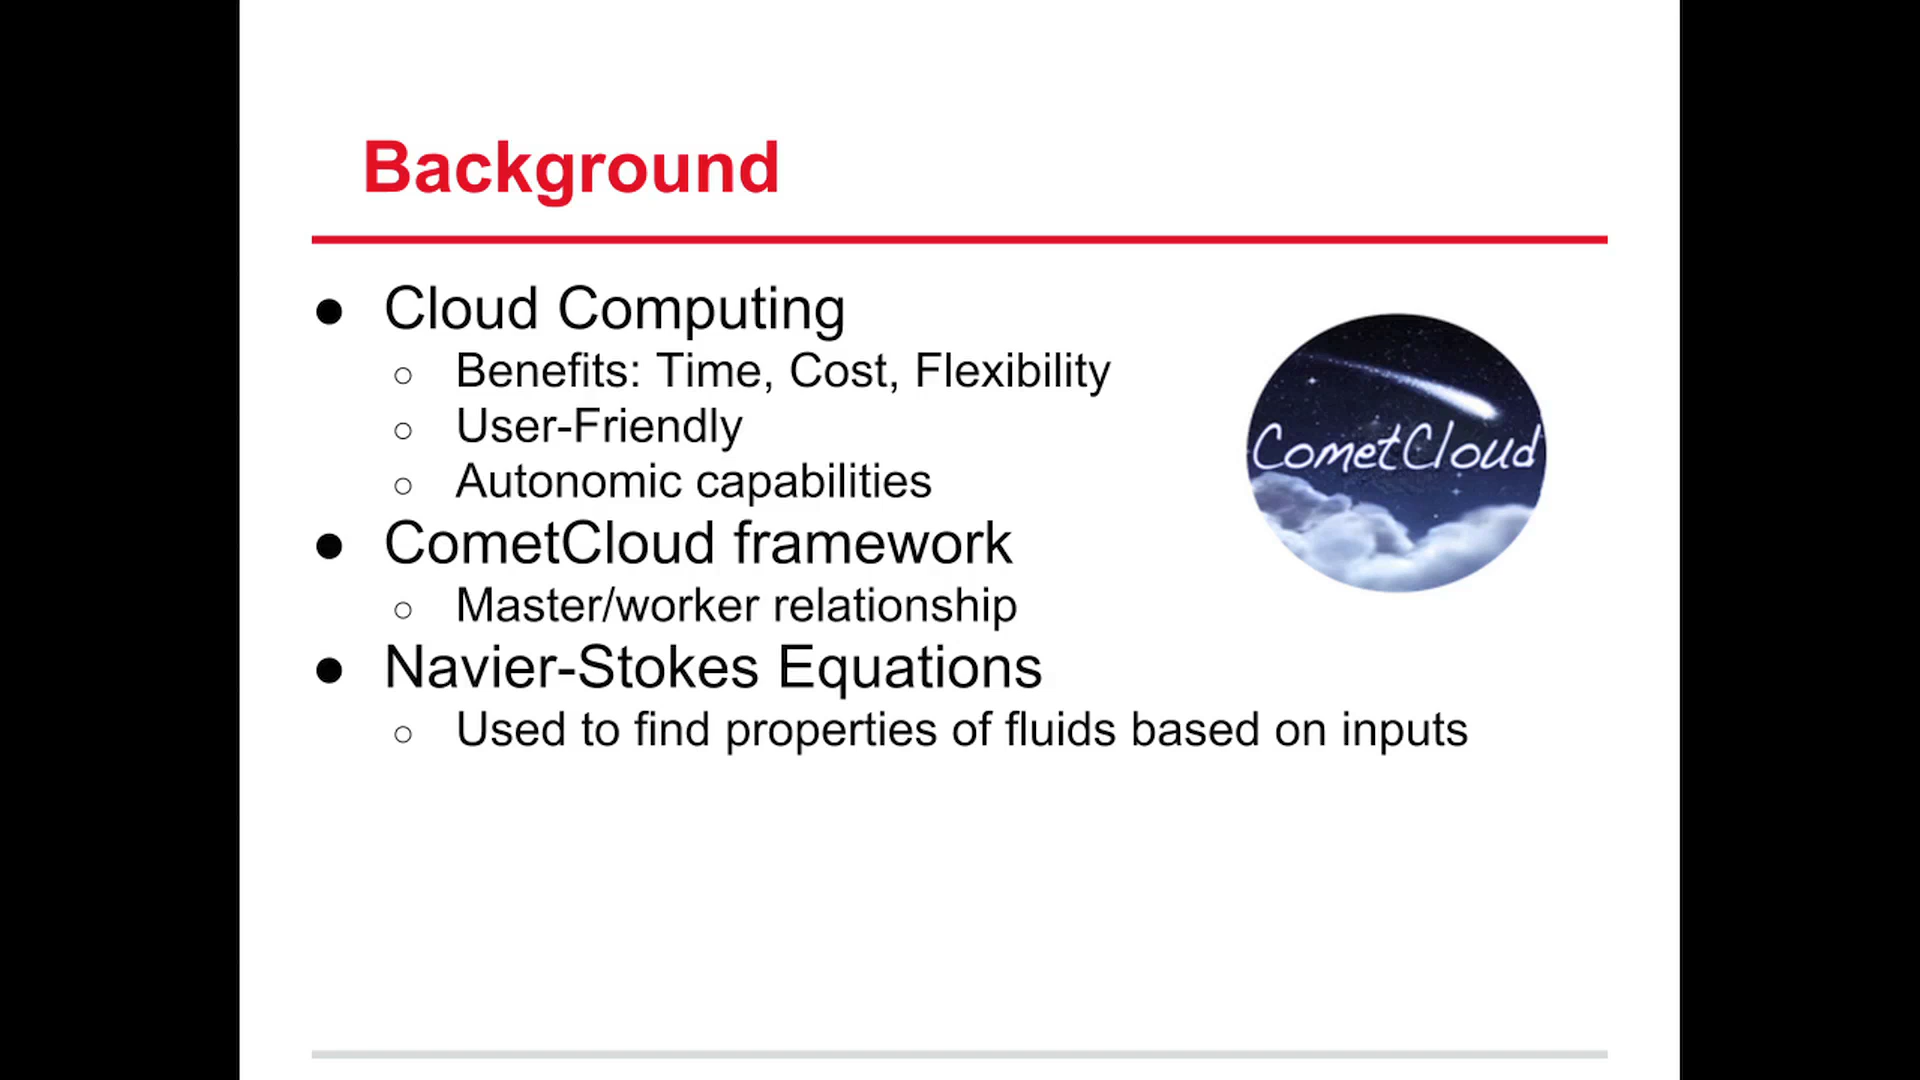 Background
● Cloud Computing
○ Benefits: Time, Cost, Flexibility
○ User-Friendly
○ Autonomic capabilities
● CometCloud framework
○ Master/worker relationship
● Navier-Stokes Equations
○ Used to find properties of fluids based on inputs
CometCloud